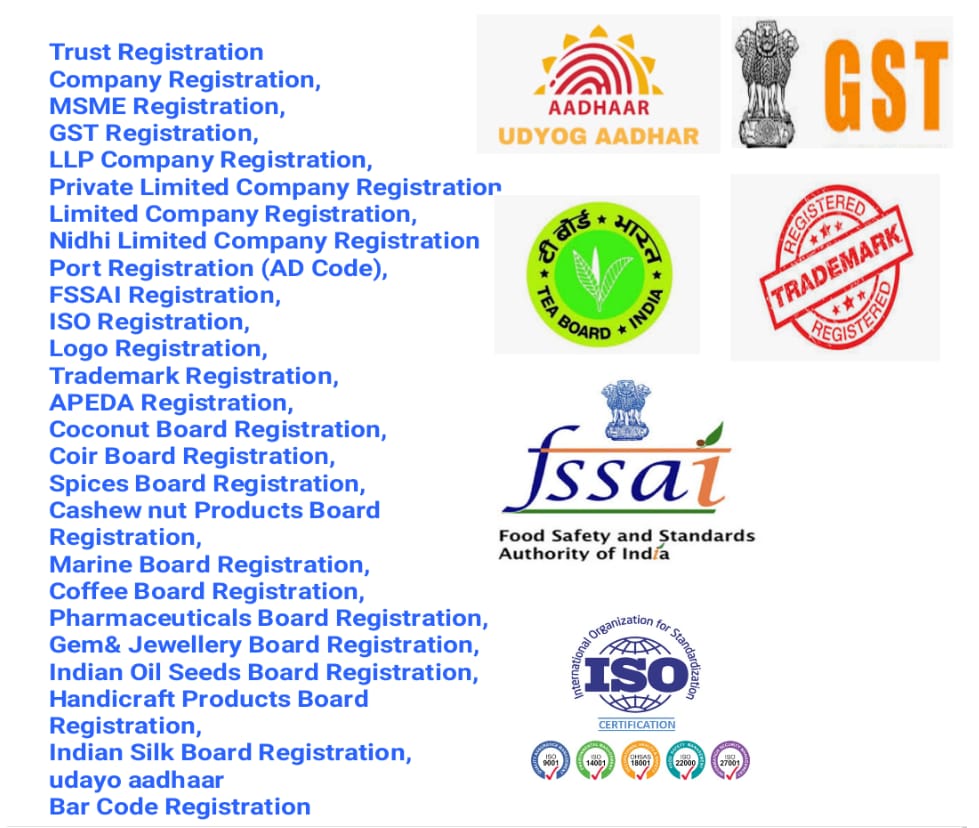 Trust Registration
Company Registration,
MSME Registration,
GST Registration,
LLP Company Registration,
Private Limited Company Registration
Limited Company Registration,
Nidhi Limited Company Registration
Port Registration (AD Code),
FSSAI Registration,
ISO Registration,
Logo Registration,
Trademark Registration,
APEDA Registration,
Coconut Board Registration,
Coir Board Registration,
Spices Board Registration,
Cashew nut Products Board
Registration,
Marine Board Registration,
Coffee Board Registration,
Pharmaceuticals Board Registration,
Gem& Jewellery Board Registration,
Indian Oil Seeds Board Registration,
Handicraft Products Board
Registration,
Indian Silk Board Registration,
udayo aadhaar
Bar Code Registration
AADHAAR
UDYOG AADHAR
GST
टी बोर्ड ★ भारत
TEA BOARD ★ INDIA
REGISTERED
TRADEMARK
REGISTERED
fssai
Food Safety and Standards
Authority of India
International Organization for Standardization
ISO
CERTIFICATION
ISO
9001
ISO
14001
OHSAS
18001
ISO
22000
ISO
27001